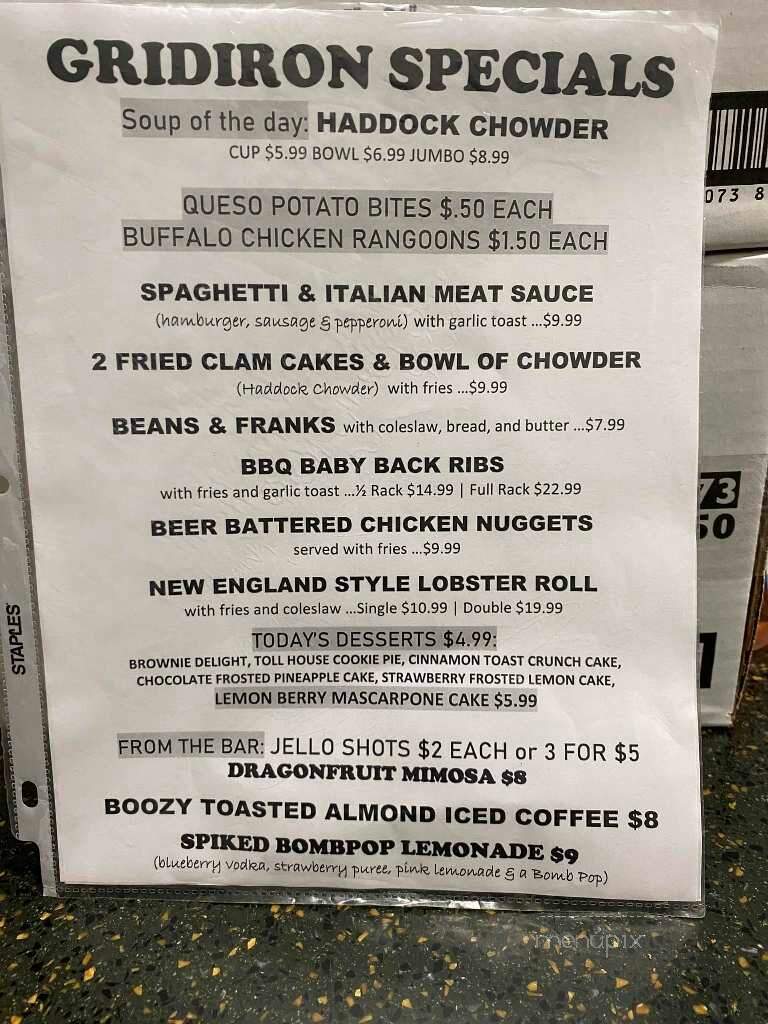 GRIDIRON SPECIALS
Soup of the day: HADDOCK CHOWDER
CUP $5.99 BOWL $6.99 JUMBO $8.99
QUESO POTATO BITES $.50 EACH
BUFFALO CHICKEN RANGOONS $1.50 EACH
SPAGHETTI & ITALIAN MEAT SAUCE
(hamburger, sausage & pepperoni) with garlic toast ...$9.99
2 FRIED CLAM CAKES & BOWL OF CHOWDER
(Haddock Chowder) with fries ...$9.99
BEANS & FRANKS with coleslaw, bread, and butter ...$7.99
BBQ BABY BACK RIBS
with fries and garlic toast ...½ Rack $14.99 | Full Rack $22.99
BEER BATTERED CHICKEN NUGGETS
served with fries ...$9.99
NEW ENGLAND STYLE LOBSTER ROLL
with fries and coleslaw ...Single $10.99 | Double $19.99
TODAY'S DESSERTS $4.99:
BROWNIE DELIGHT, TOLL HOUSE COOKIE PIE, CINNAMON TOAST CRUNCH CAKE,
CHOCOLATE FROSTED PINEAPPLE CAKE, STRAWBERRY FROSTED LEMON CAKE,
LEMON BERRY MASCARPONE CAKE $5.99
FROM THE BAR: JELLO SHOTS $2 EACH or 3 FOR $5
DRAGONFRUIT MIMOSA $8
BOOZY TOASTED ALMOND ICED COFFEE $8
SPIKED BOMBPOP LEMONADE $9
(blueberry vodka, strawberry puree, pink lemonade & a Bomb Pop)
STAPLES
073 8
73
50
menupix